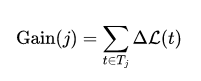 Gain(j) = ∑_{t∈T_j} Δℒ(t)